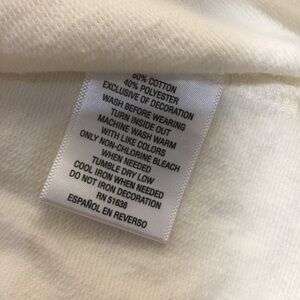 60% COTTON
40% POLYESTER
EXCLUSIVE OF DECORATION
WASH BEFORE WEARING
TURN INSIDE OUT
MACHINE WASH WARM
WITH LIKE COLORS
ONLY NON-CHLORINE BLEACH
WHEN NEEDED
TUMBLE DRY LOW
COOL IRON WHEN NEEDED
DO NOT IRON DECORATION
RN 51638
ESPAÑOL EN REVERSO